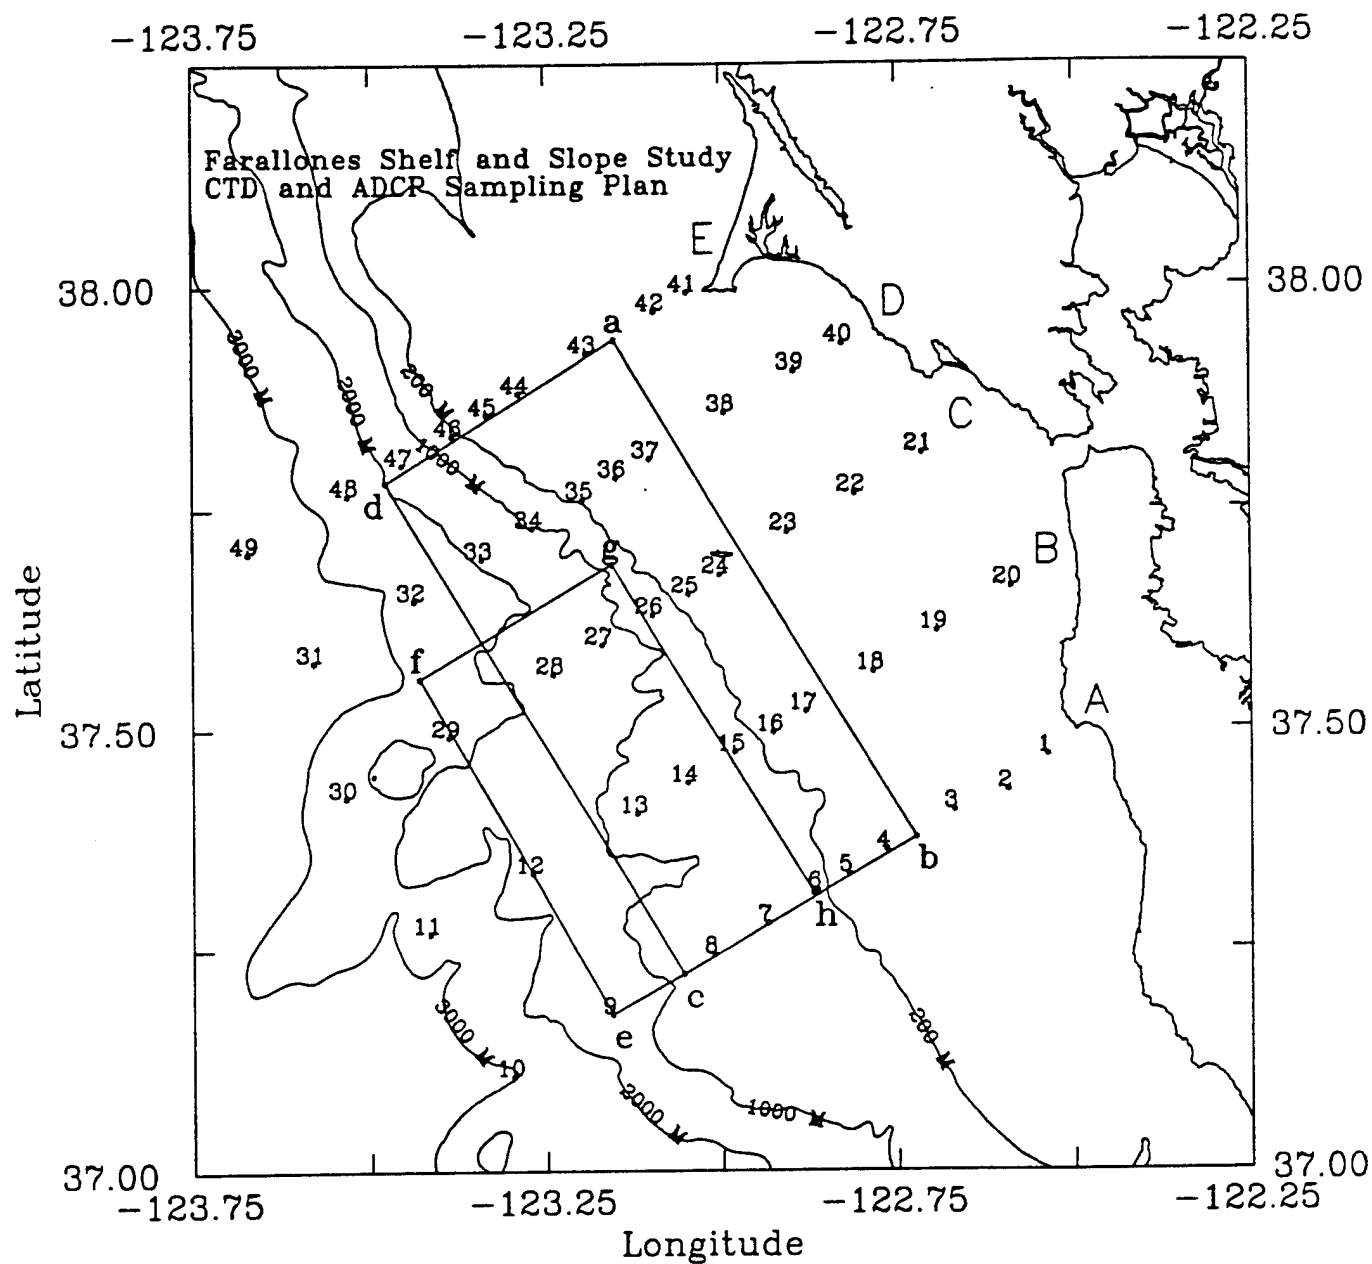 -123.75 -123.25 -122.75 -122.25
Farallones Shelf and Slope Study
CTD and ADCP Sampling Plan
E
41
38.00 38.00
42
D
a
40
43
39
3000 M
200 M
44
2000 M
38
45
C
46
21
1000 M
37
47
36
48
22
35
d
34
23
49
33
B
g
24
20
25
32
26
19
27
31
f
28
18
Latitude
17
A
16
37.50 29 37.50
15
1
14
2
30
3
13
4
b
12
5
6
h
7
11
8
c
9
3000 M
200 M
e
10
2000 M
1000 M
37.00 37.00
-123.75 -123.25 -122.75 -122.25
Longitude